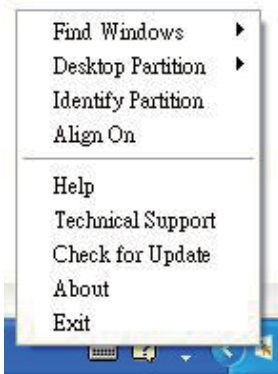 Find Windows
Desktop Partition
Identify Partition
Align On
Help
Technical Support
Check for Update
About
Exit